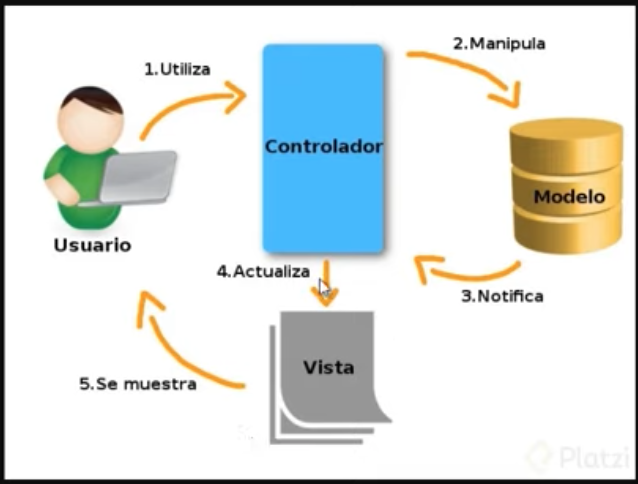 1.Utiliza
2.Manipula
Controlador
Modelo
Usuario
4.Actualiza
3.Notifica
Vista
5.Se muestra
Platzi